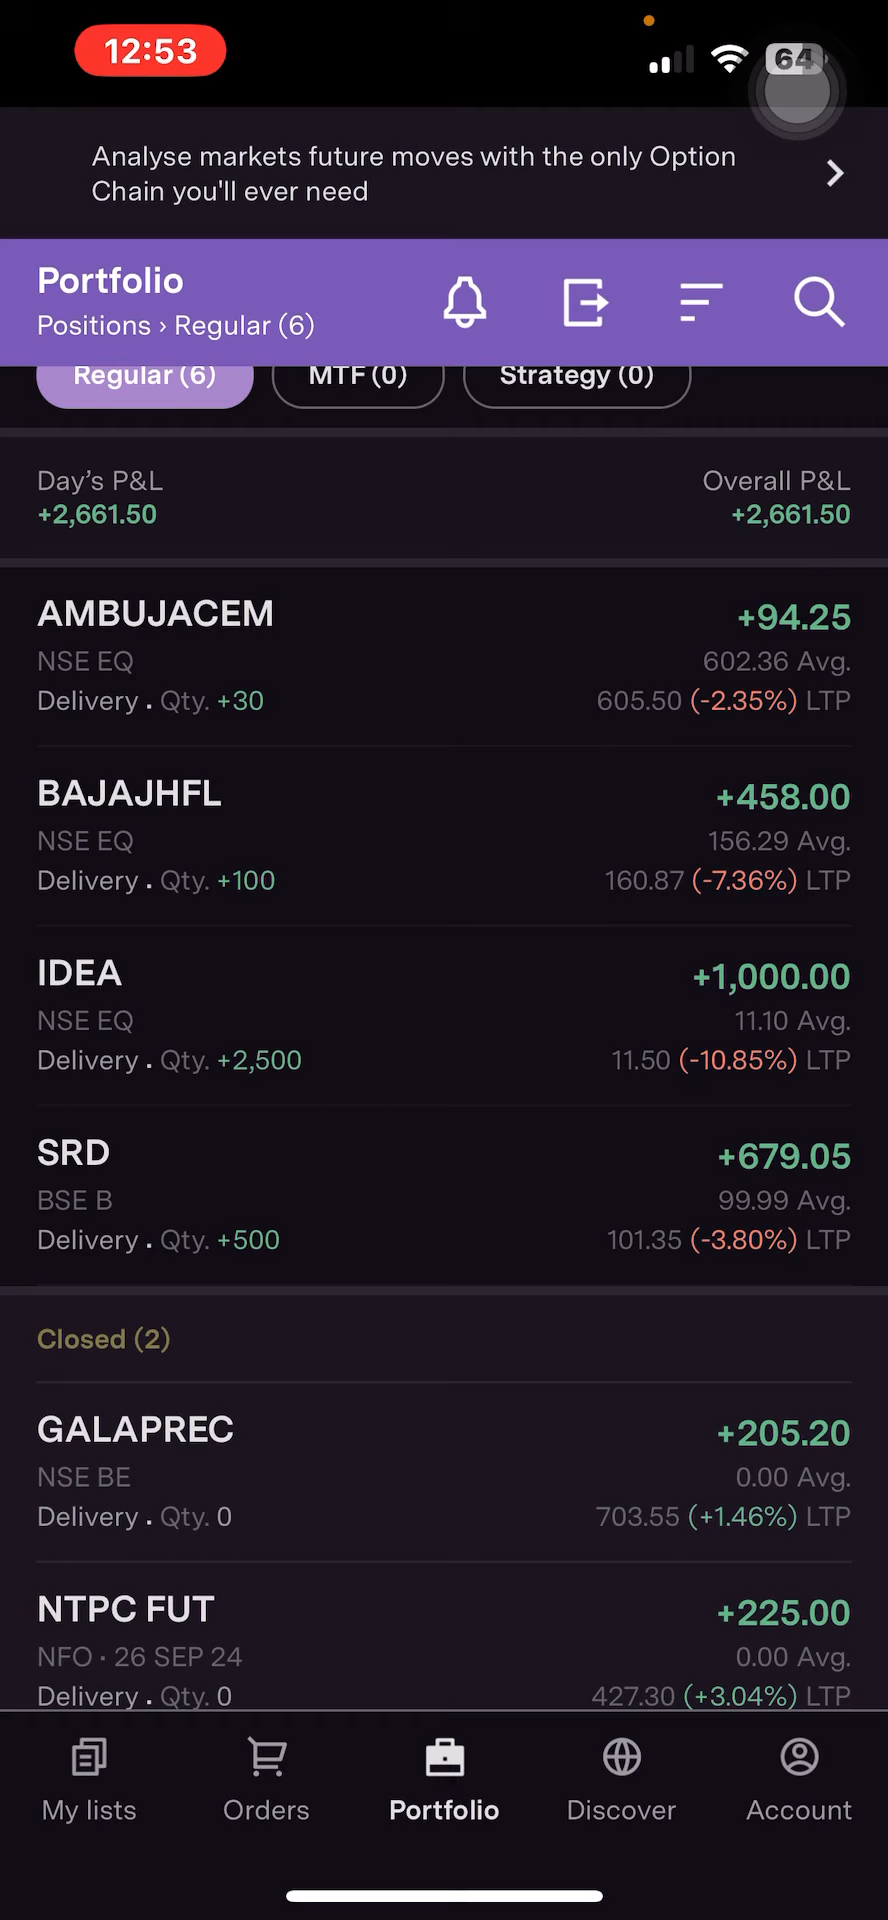 12:53
64
Analyse markets future moves with the only Option
Chain you'll ever need
Portfolio
Positions › Regular (6)
Regular (6) MTF (0) Strategy (0)
Day's P&L Overall P&L
+2,661.50 +2,661.50
AMBUJACEM +94.25
NSE EQ 602.36 Avg.
Delivery . Qty. +30 605.50 (-2.35%) LTP
BAJAJHFL +458.00
NSE EQ 156.29 Avg.
Delivery . Qty. +100 160.87 (-7.36%) LTP
IDEA +1,000.00
NSE EQ 11.10 Avg.
Delivery . Qty. +2,500 11.50 (-10.85%) LTP
SRD +679.05
BSE B 99.99 Avg.
Delivery . Qty. +500 101.35 (-3.80%) LTP
Closed (2)
GALAPREC +205.20
NSE BE 0.00 Avg.
Delivery . Qty. 0 703.55 (+1.46%) LTP
NTPC FUT +225.00
NFO · 26 SEP 24 0.00 Avg.
Delivery . Qty. 0 427.30 (+3.04%) LTP
My lists Orders Portfolio Discover Account